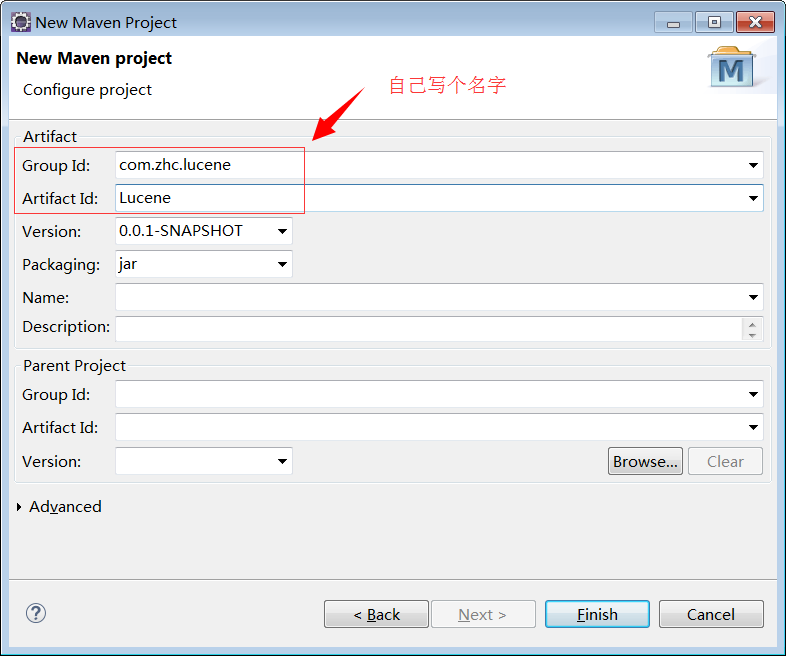 New Maven Project
New Maven project
Configure project
自己写个名字
Artifact
Group Id: com.zhc.lucene
Artifact Id: Lucene
Version: 0.0.1-SNAPSHOT
Packaging: jar
Name:
Description:
Parent Project
Group Id:
Artifact Id:
Version: Browse... Clear
Advanced
< Back Next > Finish Cancel